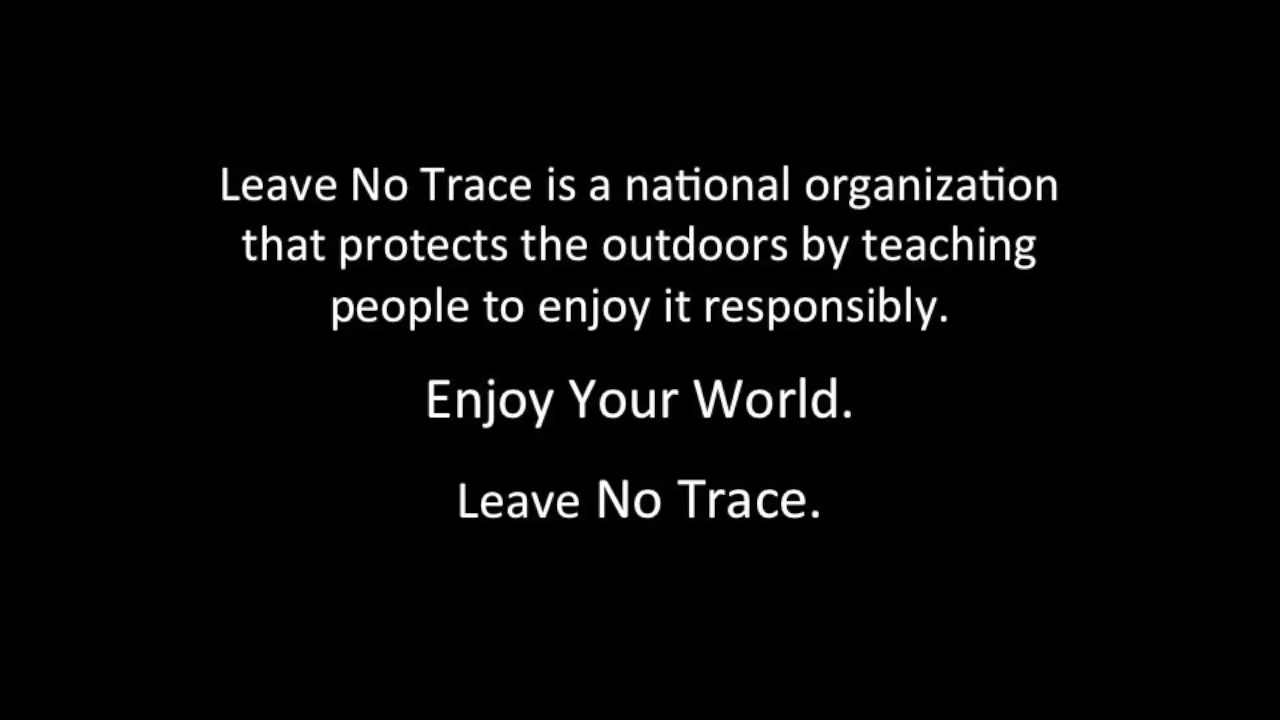 Leave No Trace is a national organization
that protects the outdoors by teaching
people to enjoy it responsibly.
Enjoy Your World.
Leave No Trace.